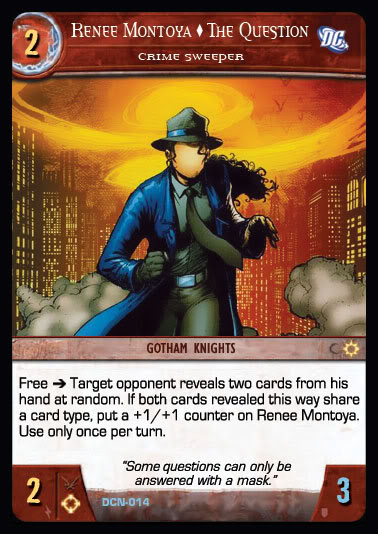 2
Renee Montoya ♦ The Question
DC
Crime Sweeper
GOTHAM KNIGHTS
C
Free ➔ Target opponent reveals two cards from his
hand at random. If both cards revealed this way share
a card type, put a +1/+1 counter on Renee Montoya.
Use only once per turn.
"Some questions can only be
answered with a mask."
2
DCN-014
3